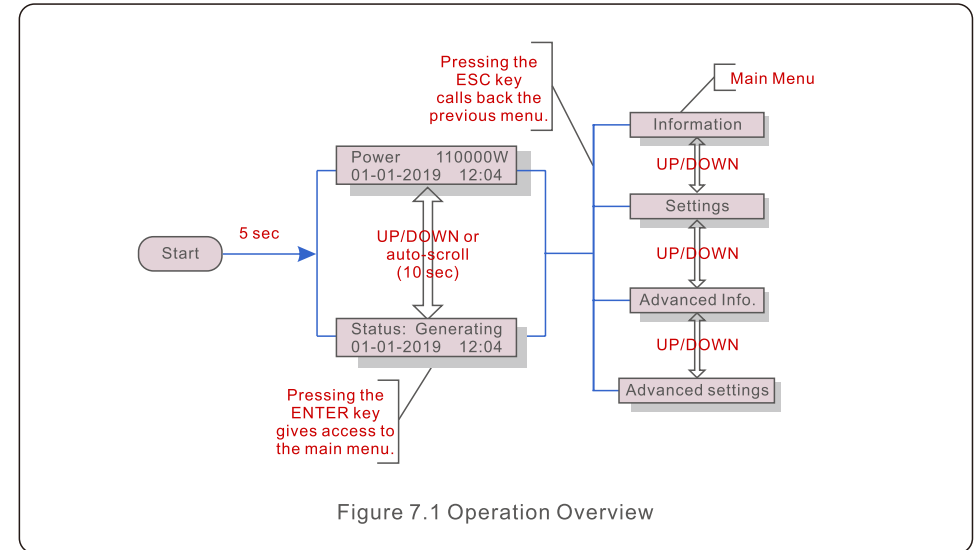 Pressing the
ESC key
calls back the
previous menu.
Main Menu
Information
UP/DOWN
Power 110000W
01-01-2019 12:04
Settings
5 sec
Start
UP/DOWN or
auto-scroll
(10 sec)
UP/DOWN
Advanced Info.
Status: Generating
01-01-2019 12:04
UP/DOWN
Advanced settings
Pressing the
ENTER key
gives access to
the main menu.
Figure 7.1 Operation Overview